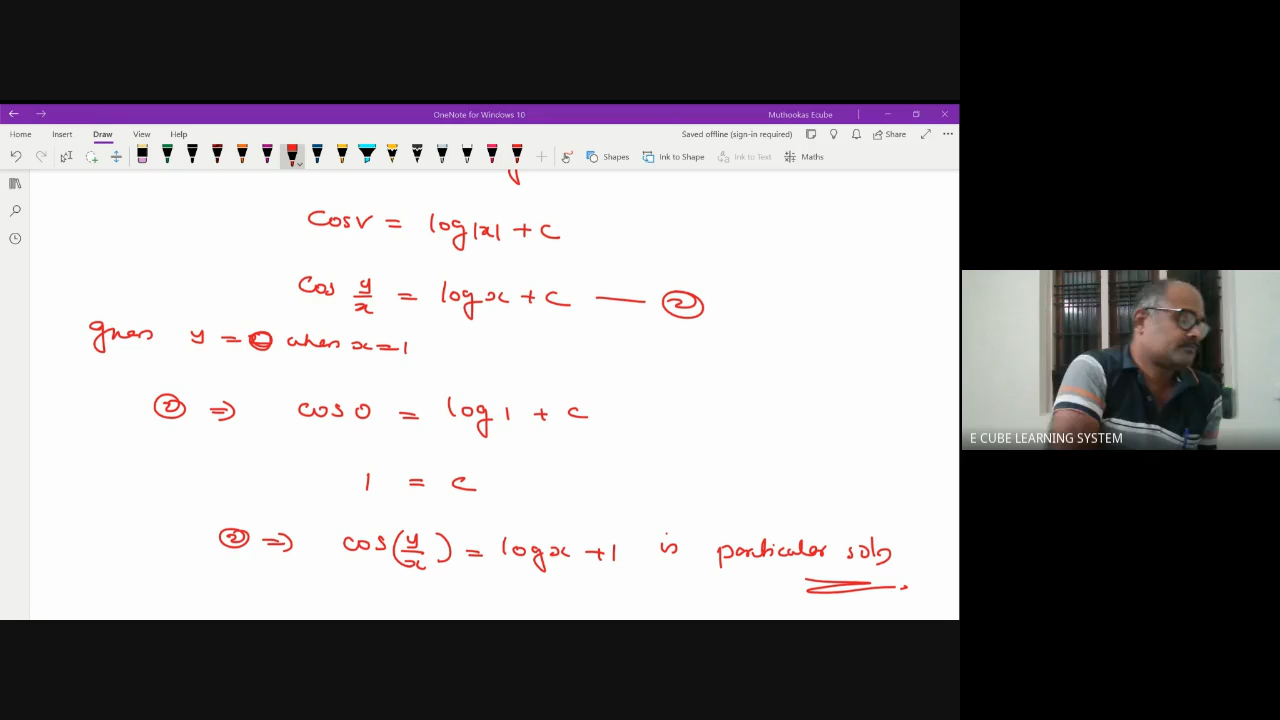 OneNote for Windows 10
Muthookas Ecube
Home Insert Draw View Help
Saved offline (sign-in required)
Share
Shapes
Ink to Shape
Ink to Text
Maths
Cos v = log |x| + C
Cos y/x = log x + C —— ②
given y = 0 when x = 1
② ⇒ cos 0 = log 1 + C
1 = C
② ⇒ cos(y/x) = log x + 1 is particular soln
E CUBE LEARNING SYSTEM